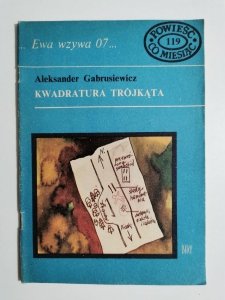 ... Ewa wzywa 07...
POWIEŚĆ
119
CO MIESIĄC
Aleksander Gabrusiewicz
KWADRATURA TRÓJKĄTA
N.